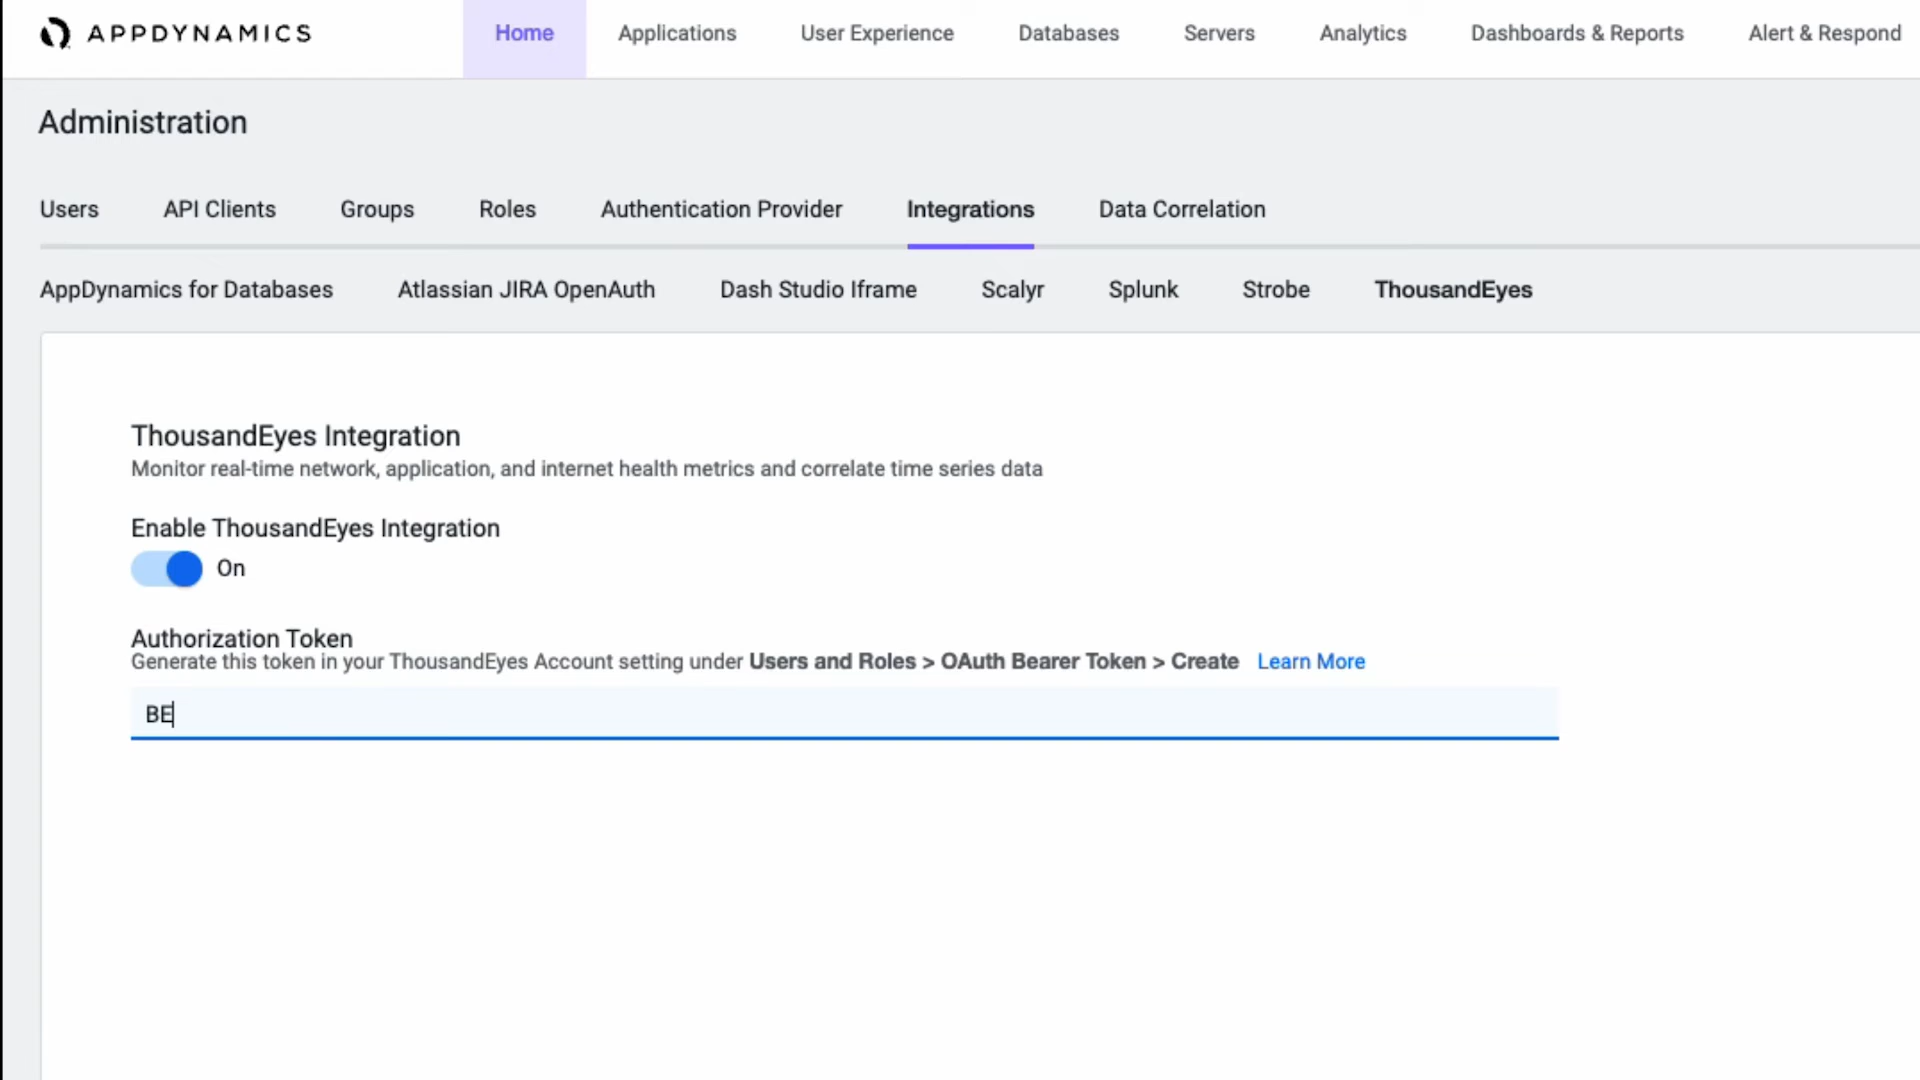 APPDYNAMICS Home Applications User Experience Databases Servers Analytics Dashboards & Reports Alert & Respond
Administration
Users API Clients Groups Roles Authentication Provider Integrations Data Correlation
AppDynamics for Databases Atlassian JIRA OpenAuth Dash Studio Iframe Scalyr Splunk Strobe ThousandEyes
ThousandEyes Integration
Monitor real-time network, application, and internet health metrics and correlate time series data
Enable ThousandEyes Integration
On
Authorization Token
Generate this token in your ThousandEyes Account setting under Users and Roles > OAuth Bearer Token > Create Learn More
BE